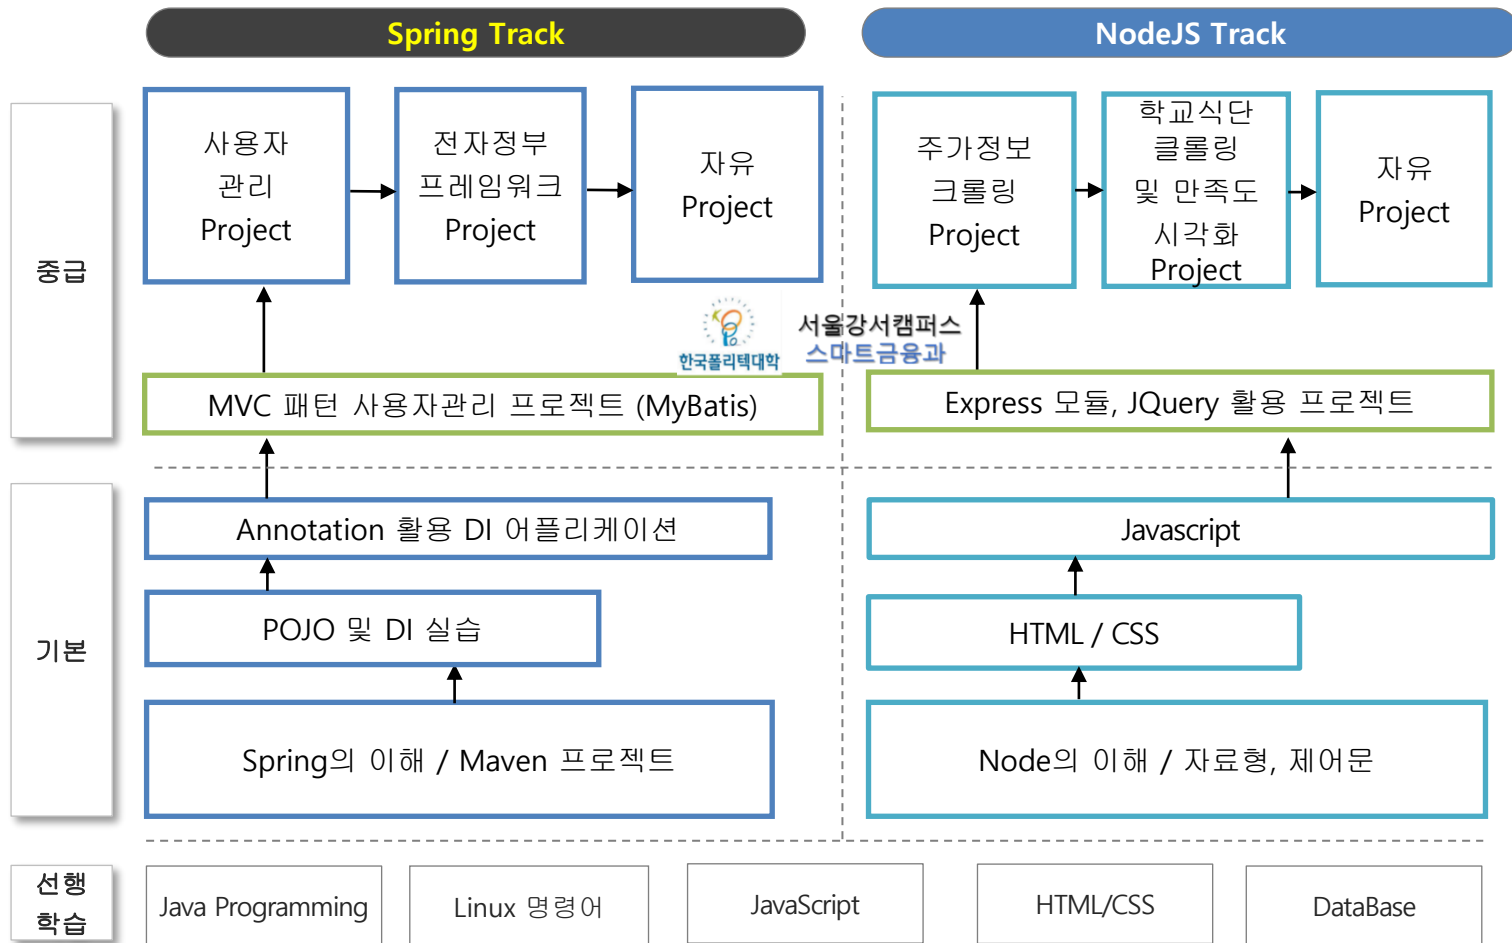 Spring Track
NodeJS Track
중급
사용자
관리
Project
전자정부
프레임워크
Project
자유
Project
주가정보
크롤링
Project
학교식단
클롤링
및 만족도
시각화
Project
자유
Project
한국폴리텍대학
서울강서캠퍼스
스마트금융과
MVC 패턴 사용자관리 프로젝트 (MyBatis)
Express 모듈, JQuery 활용 프로젝트
기본
Annotation 활용 DI 어플리케이션
Javascript
POJO 및 DI 실습
HTML / CSS
Spring의 이해 / Maven 프로젝트
Node의 이해 / 자료형, 제어문
선행
학습
Java Programming
Linux 명령어
JavaScript
HTML/CSS
DataBase